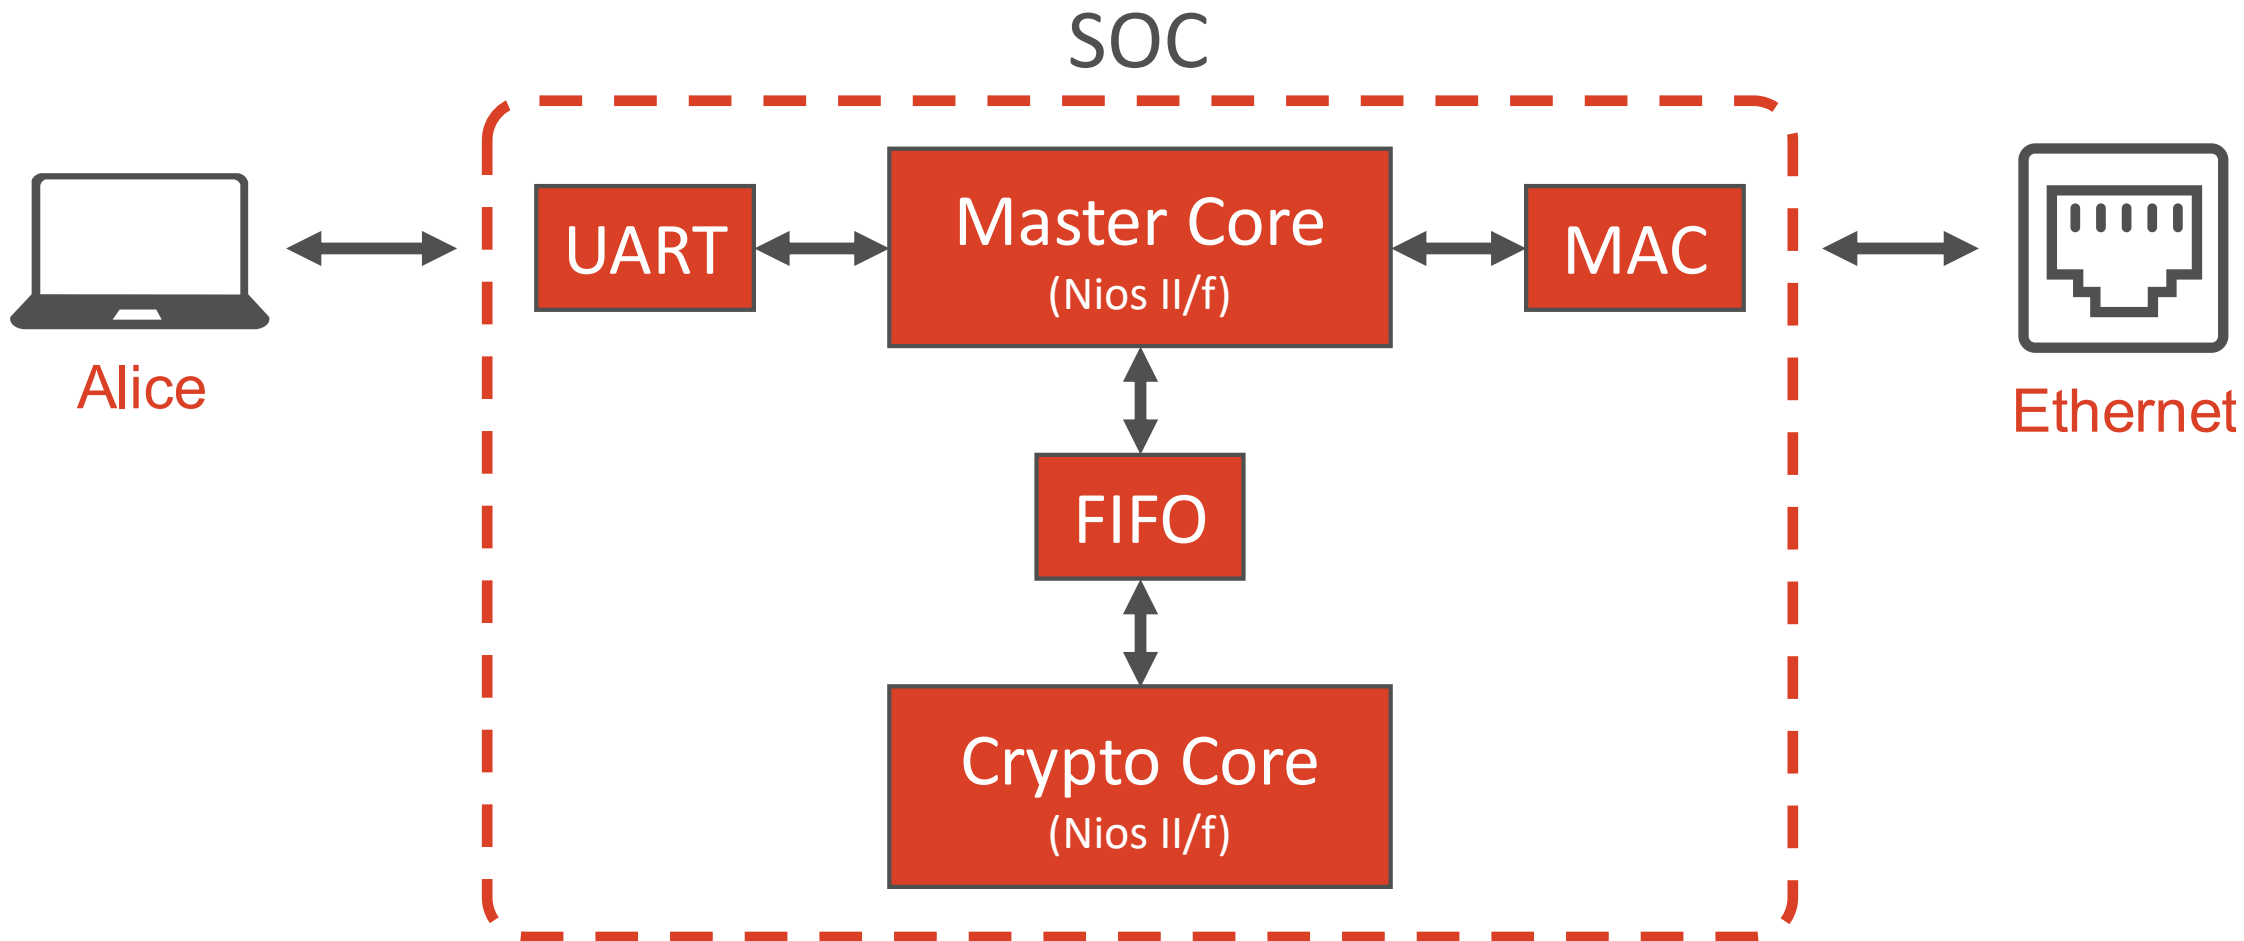 SOC
UART
Master Core
(Nios II/f)
MAC
Alice
Ethernet
FIFO
Crypto Core
(Nios II/f)